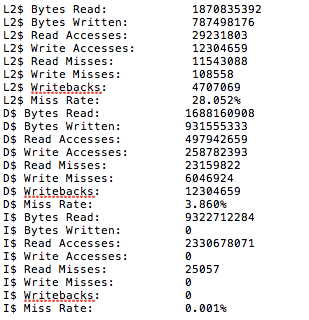 L2$ Bytes Read: 1870835392
L2$ Bytes Written: 787498176
L2$ Read Accesses: 29231803
L2$ Write Accesses: 12304659
L2$ Read Misses: 11543088
L2$ Write Misses: 108558
L2$ Writebacks: 4707069
L2$ Miss Rate: 28.052%
D$ Bytes Read: 1688160908
D$ Bytes Written: 931555333
D$ Read Accesses: 497942659
D$ Write Accesses: 258782393
D$ Read Misses: 23159822
D$ Write Misses: 6046924
D$ Writebacks: 12304659
D$ Miss Rate: 3.860%
I$ Bytes Read: 9322712284
I$ Bytes Written: 0
I$ Read Accesses: 2330678071
I$ Write Accesses: 0
I$ Read Misses: 25057
I$ Write Misses: 0
I$ Writebacks: 0
I$ Miss Rate: 0.001%